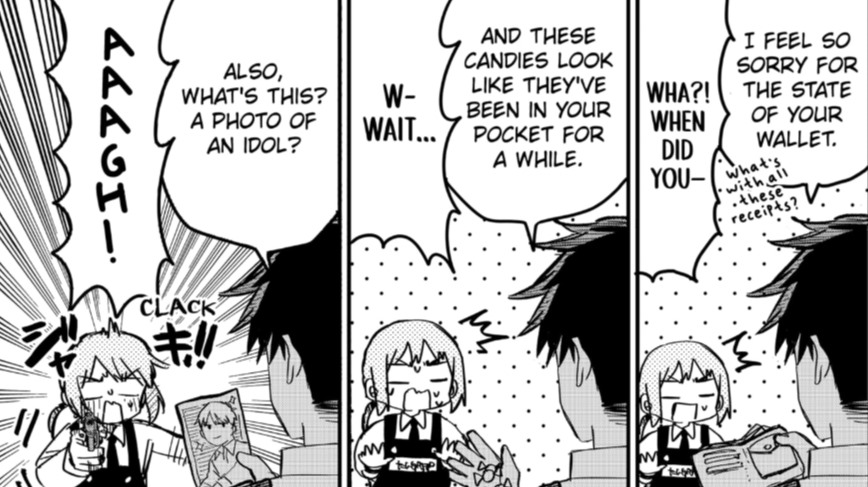 I FEEL SO
SORRY FOR
THE STATE
OF YOUR
WALLET.
What's
with all
these
receipts?
WHA?!
WHEN
DID
YOU–
AND THESE
CANDIES LOOK
LIKE THEY'VE
BEEN IN YOUR
POCKET FOR
A WHILE.
W-
WAIT...
ALSO,
WHAT'S THIS?
A PHOTO OF
AN IDOL?
AAAGH!
CLACK
ジャ
キ!!